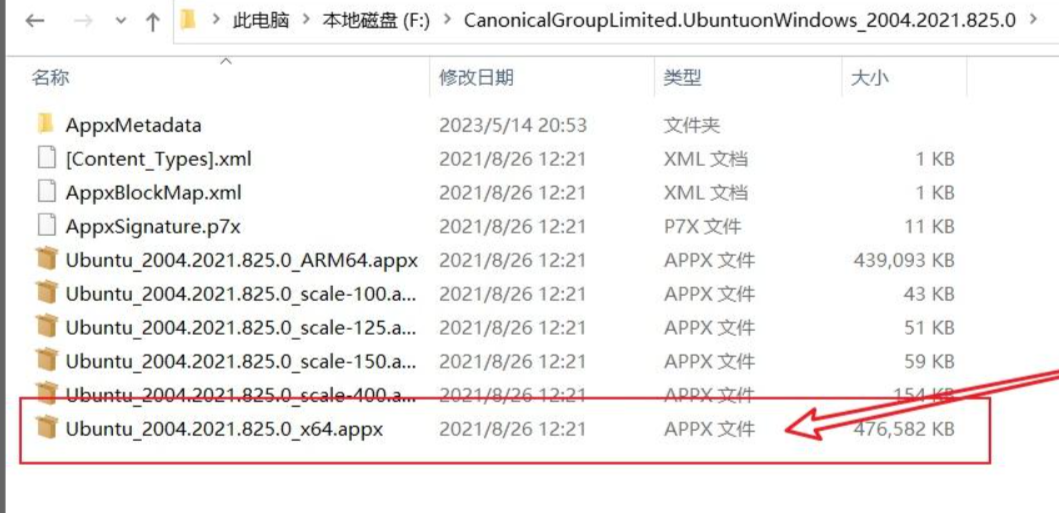 此电脑 > 本地磁盘 (F:) > CanonicalGroupLimited.UbuntuonWindows_2004.2021.825.0 >
名称 修改日期 类型 大小
AppxMetadata 2023/5/14 20:53 文件夹
[Content_Types].xml 2021/8/26 12:21 XML 文档 1 KB
AppxBlockMap.xml 2021/8/26 12:21 XML 文档 1 KB
AppxSignature.p7x 2021/8/26 12:21 P7X 文件 11 KB
Ubuntu_2004.2021.825.0_ARM64.appx 2021/8/26 12:21 APPX 文件 439,093 KB
Ubuntu_2004.2021.825.0_scale-100.a... 2021/8/26 12:21 APPX 文件 43 KB
Ubuntu_2004.2021.825.0_scale-125.a... 2021/8/26 12:21 APPX 文件 51 KB
Ubuntu_2004.2021.825.0_scale-150.a... 2021/8/26 12:21 APPX 文件 59 KB
Ubuntu_2004.2021.825.0_scale-400.a... 2021/8/26 12:21 APPX 文件 154 KB
Ubuntu_2004.2021.825.0_x64.appx 2021/8/26 12:21 APPX 文件 476,582 KB